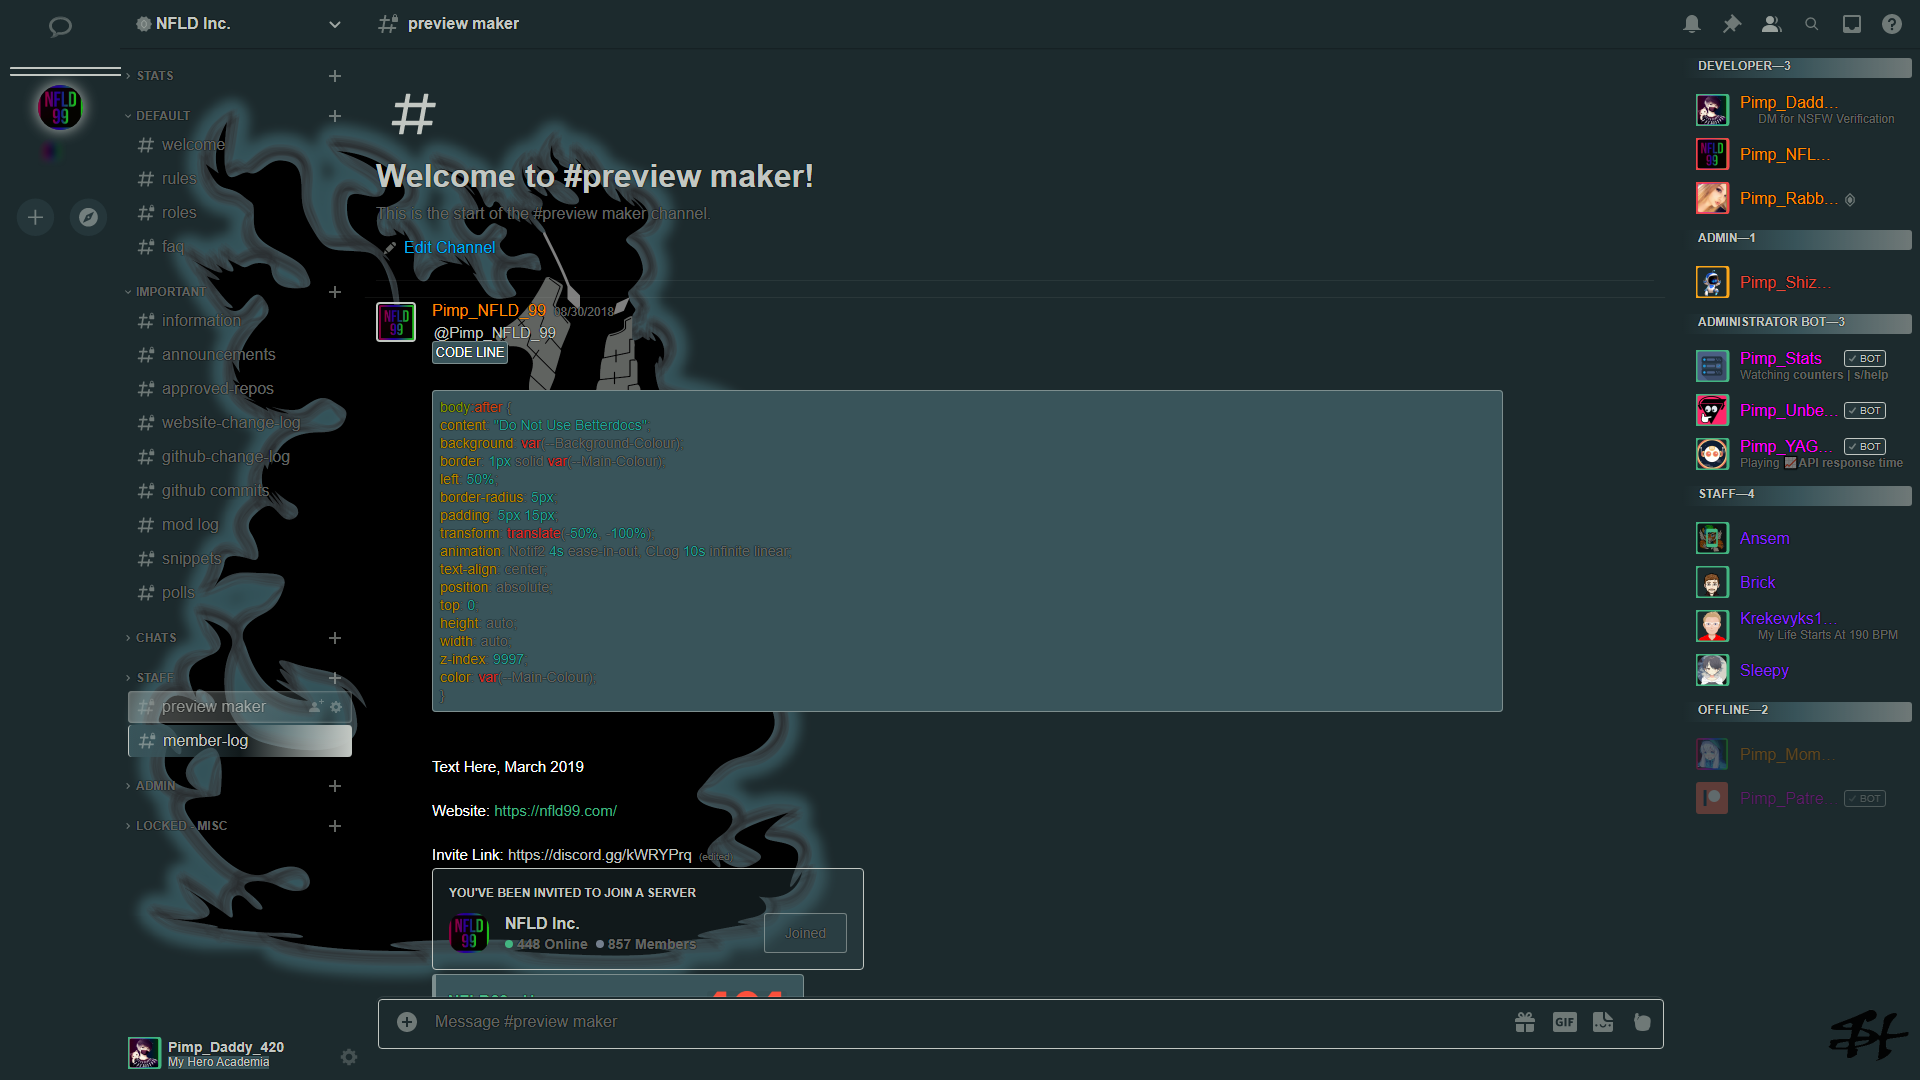 NFLD Inc.
preview maker
STATS
DEFAULT
welcome
rules
roles
faq
IMPORTANT
information
announcements
approved-repos
website-change-log
github-change-log
github commits
mod log
snippets
polls
CHATS
STAFF
preview maker
member-log
ADMIN
LOCKED - MISC
Pimp_Daddy_420
My Hero Academia
NFLD
99
Welcome to #preview maker!
This is the start of the #preview maker channel.
Edit Channel
NFLD
99
Pimp_NFLD_99 08/30/2018
@Pimp_NFLD_99
CODE LINE
body:after {
content: "Do Not Use Betterdocs";
background: var(--Background-Colour);
border: 1px solid var(--Main-Colour);
left: 50%;
border-radius: 5px;
padding: 5px 15px;
transform: translate(-50%, -100%);
animation: Notif2 4s ease-in-out, CLog 10s infinite linear;
text-align: center;
position: absolute;
top: 0;
height: auto;
width: auto;
z-index: 9997;
color: var(--Main-Colour);
}
Text Here, March 2019
Website: https://nfld99.com/
Invite Link: https://discord.gg/kWRYPrq (edited)
YOU'VE BEEN INVITED TO JOIN A SERVER
NFLD
99
NFLD Inc.
448 Online 857 Members
Joined
Message #preview maker
GIF
DEVELOPER—3
Pimp_Dadd...
DM for NSFW Verification
NFLD
99
Pimp_NFL...
Pimp_Rabb...
ADMIN—1
Pimp_Shiz...
ADMINISTRATOR BOT—3
Pimp_Stats BOT
Watching counters | s/help
Pimp_Unbe... BOT
Pimp_YAG... BOT
Playing API response time
STAFF—4
Ansem
Brick
Krekevyks1...
My Life Starts At 190 BPM
Sleepy
OFFLINE—2
Pimp_Mom...
Pimp_Patre... BOT